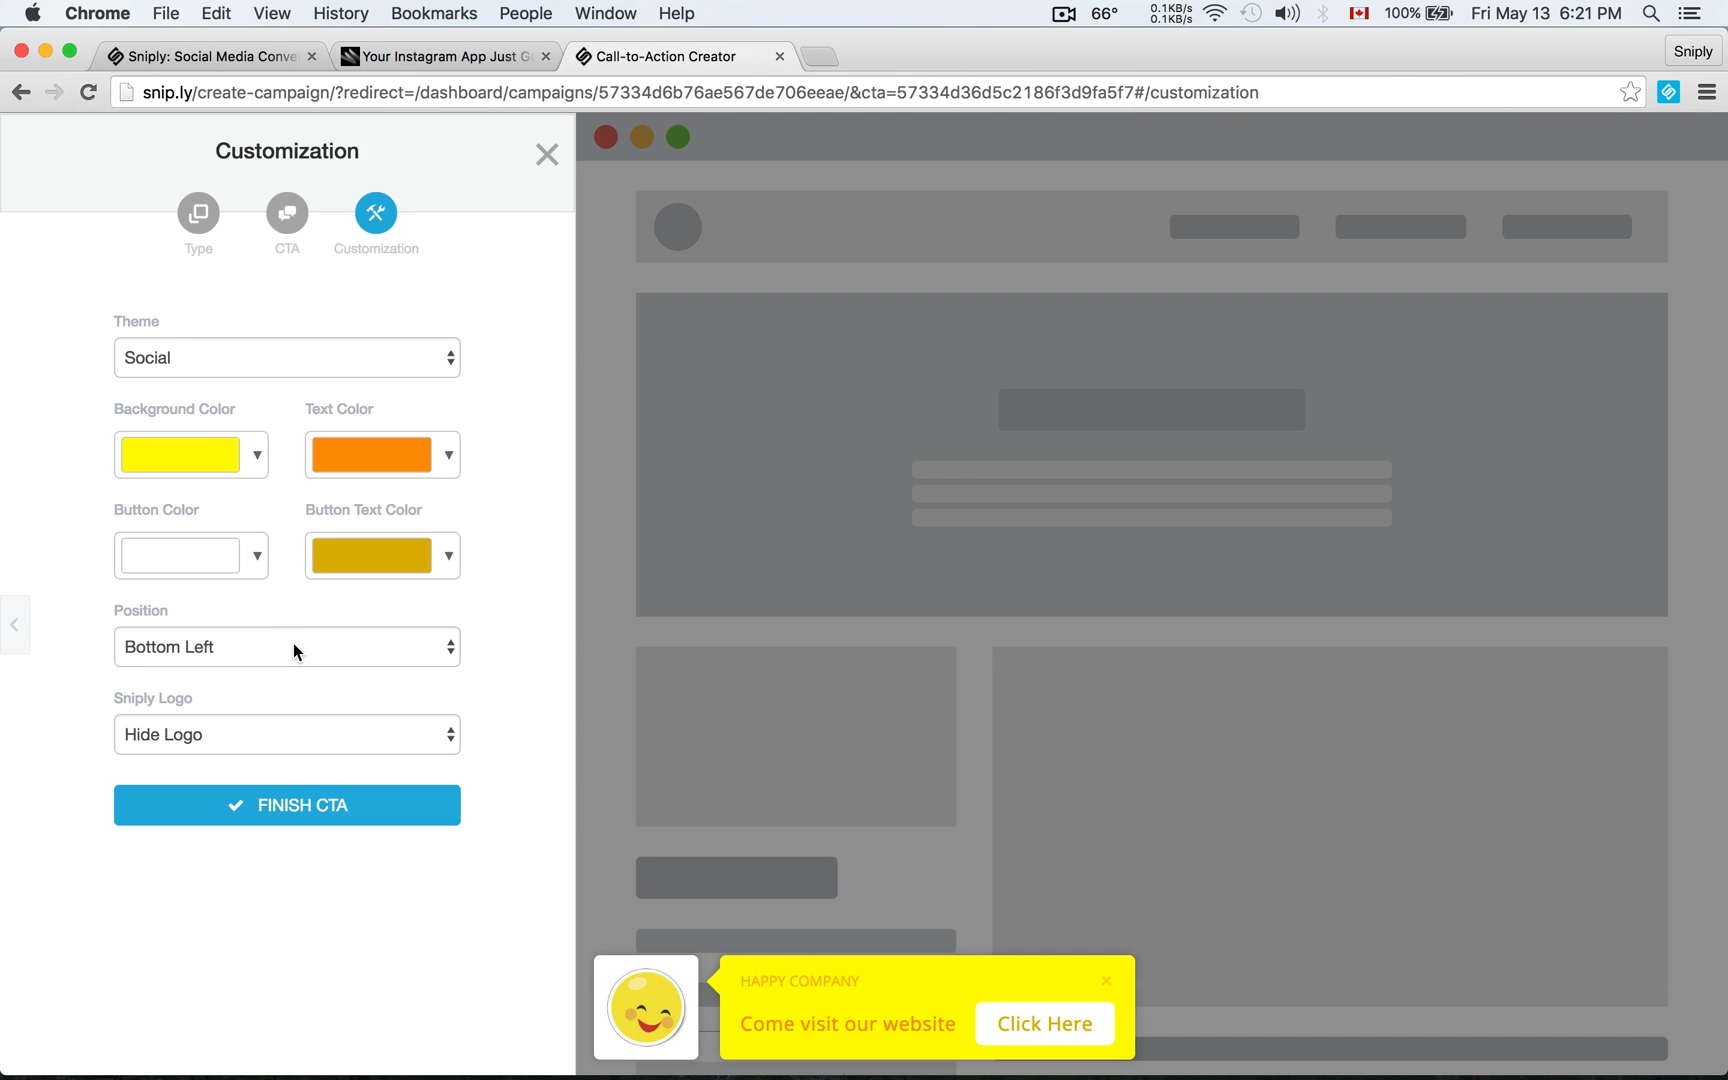 Chrome File Edit View History Bookmarks People Window Help 66° 0.1KB/s 0.1KB/s 100% Fri May 13 6:21 PM
Sniply: Social Media Conve Your Instagram App Just G Call-to-Action Creator Sniply
snip.ly/create-campaign/?redirect=/dashboard/campaigns/57334d6b76ae567de706eeae/&cta=57334d36d5c2186f3d9fa5f7#/customization
Customization
Type CTA Customization
Theme
Social
Background Color Text Color
Button Color Button Text Color
Position
Bottom Left
Sniply Logo
Hide Logo
FINISH CTA
HAPPY COMPANY
Come visit our website Click Here